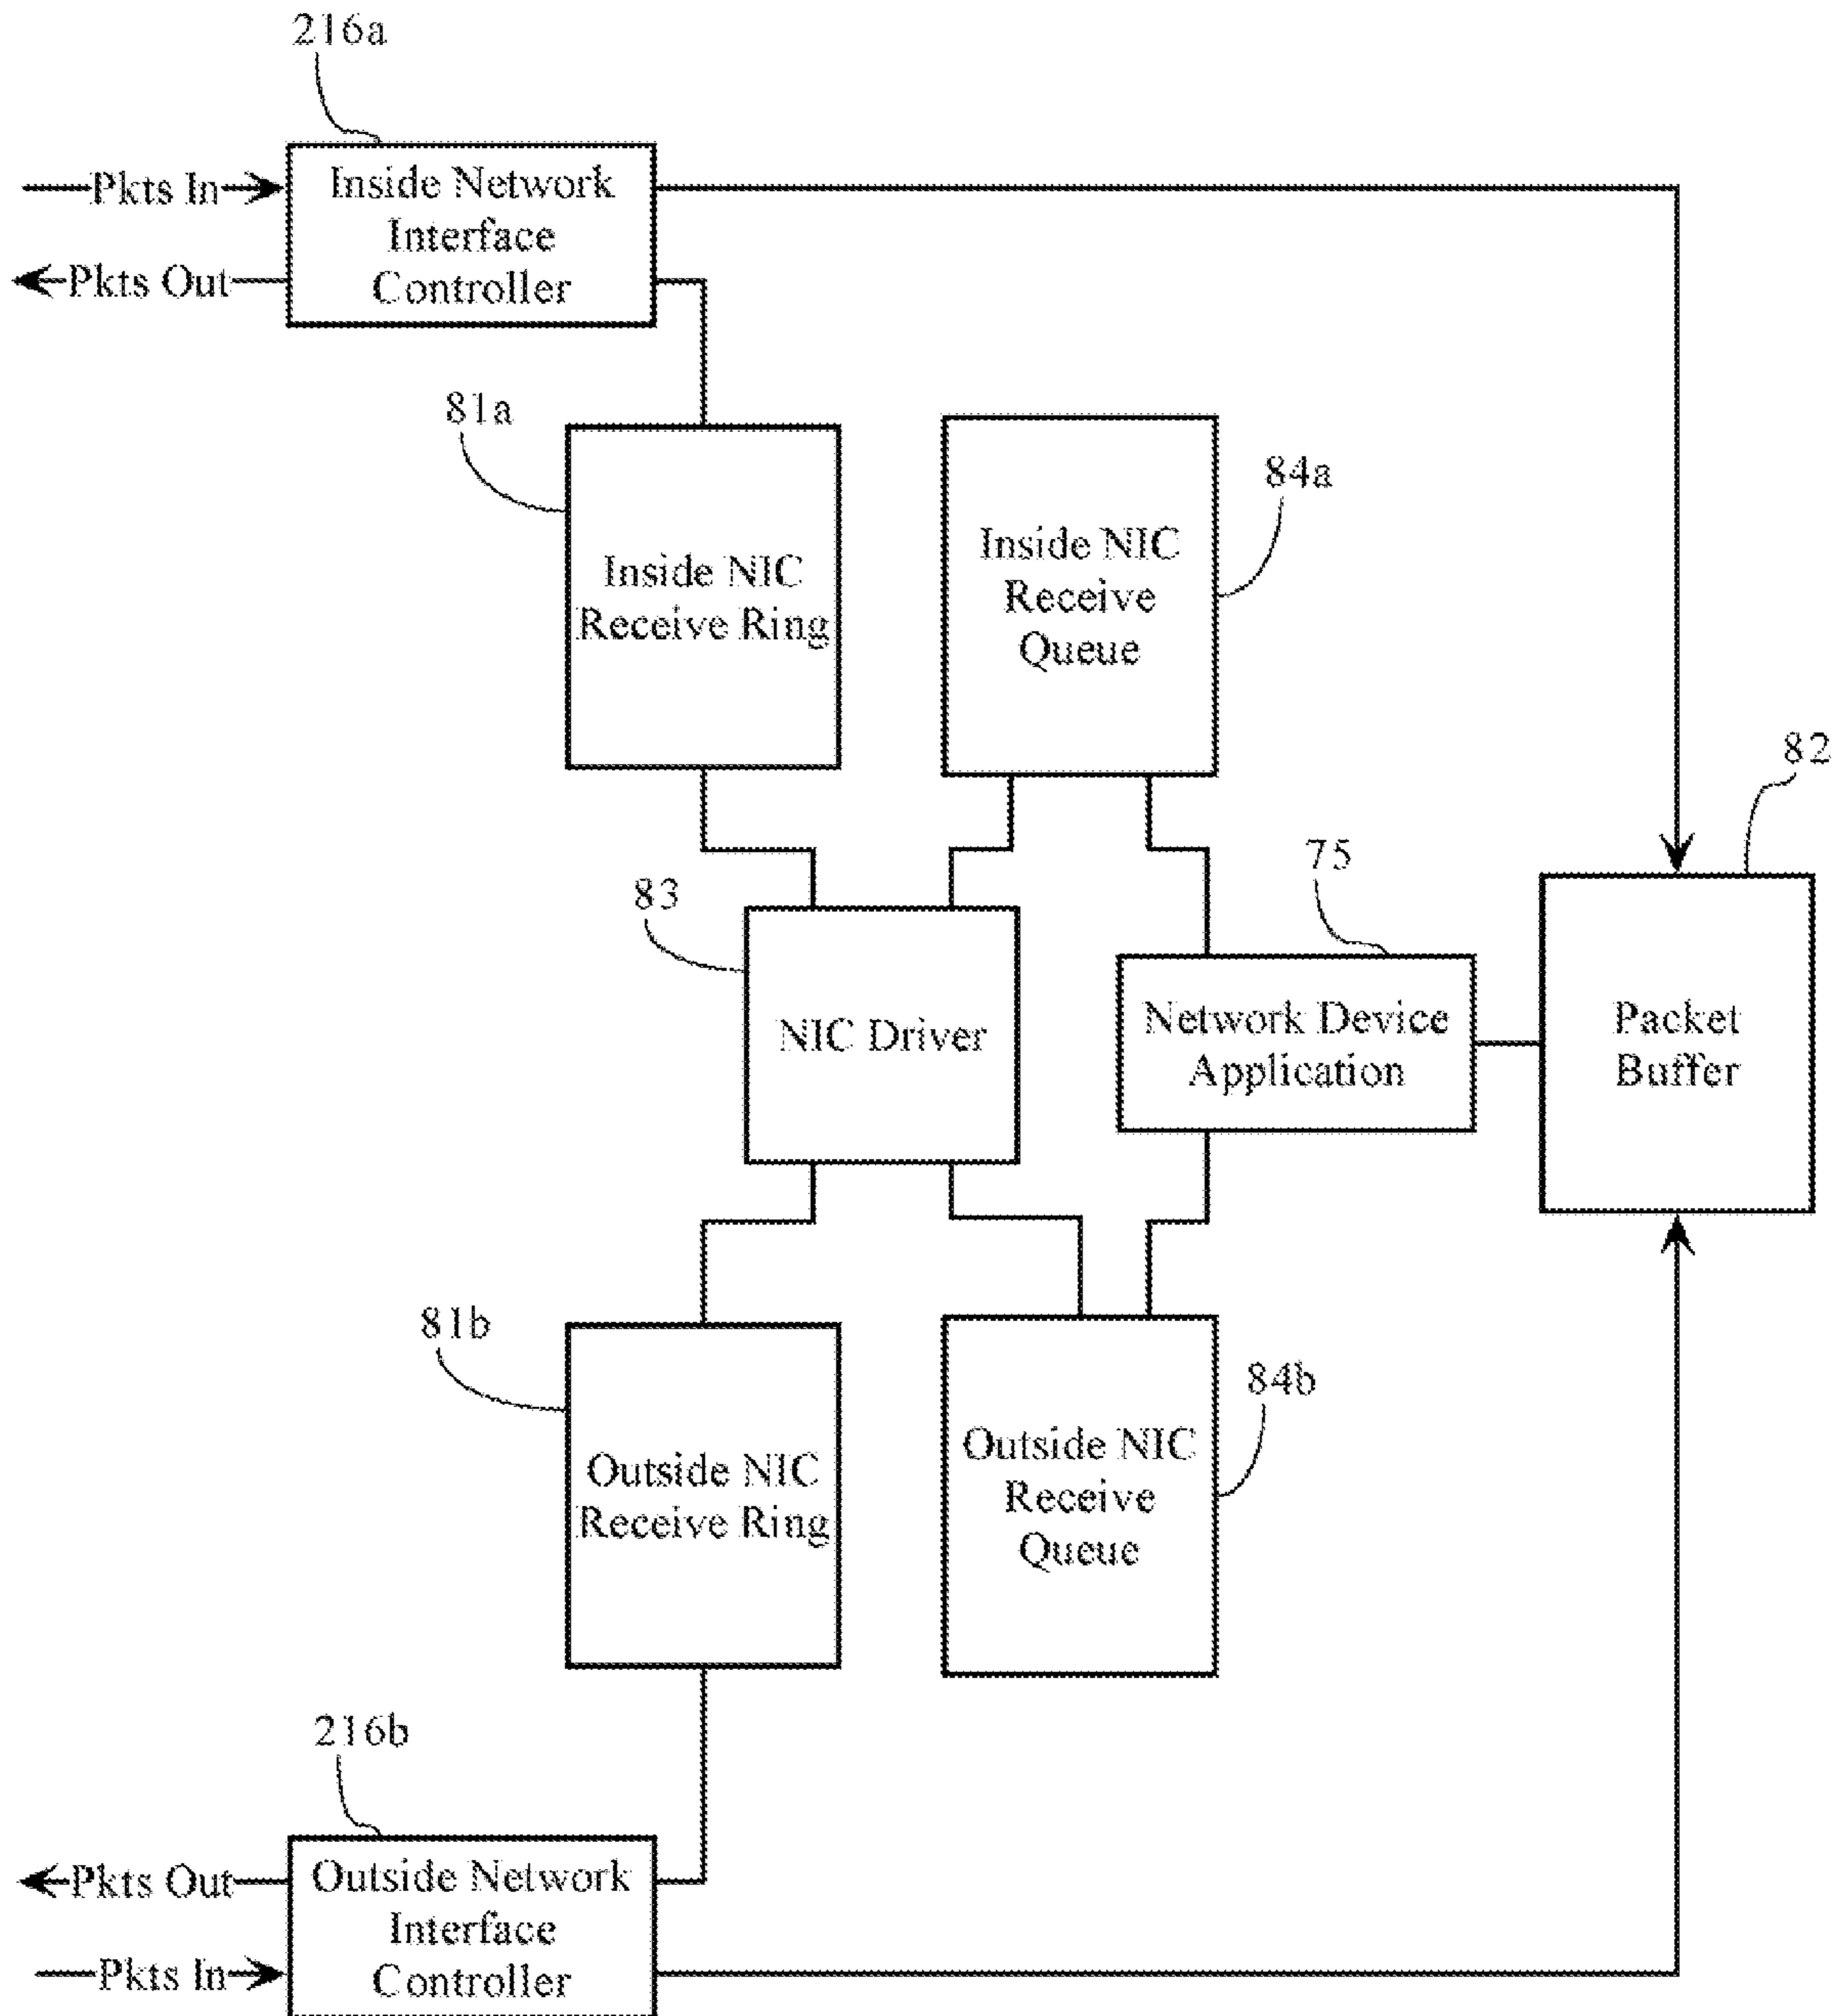 216a
Pkts In
Pkts Out
Inside Network
Interface
Controller
81a
Inside NIC
Receive Ring
Inside NIC
Receive
Queue
84a
82
83
NIC Driver
75
Network Device
Application
Packet
Buffer
81b
Outside NIC
Receive Ring
Outside NIC
Receive
Queue
84b
216b
Pkts Out
Pkts In
Outside Network
Interface
Controller